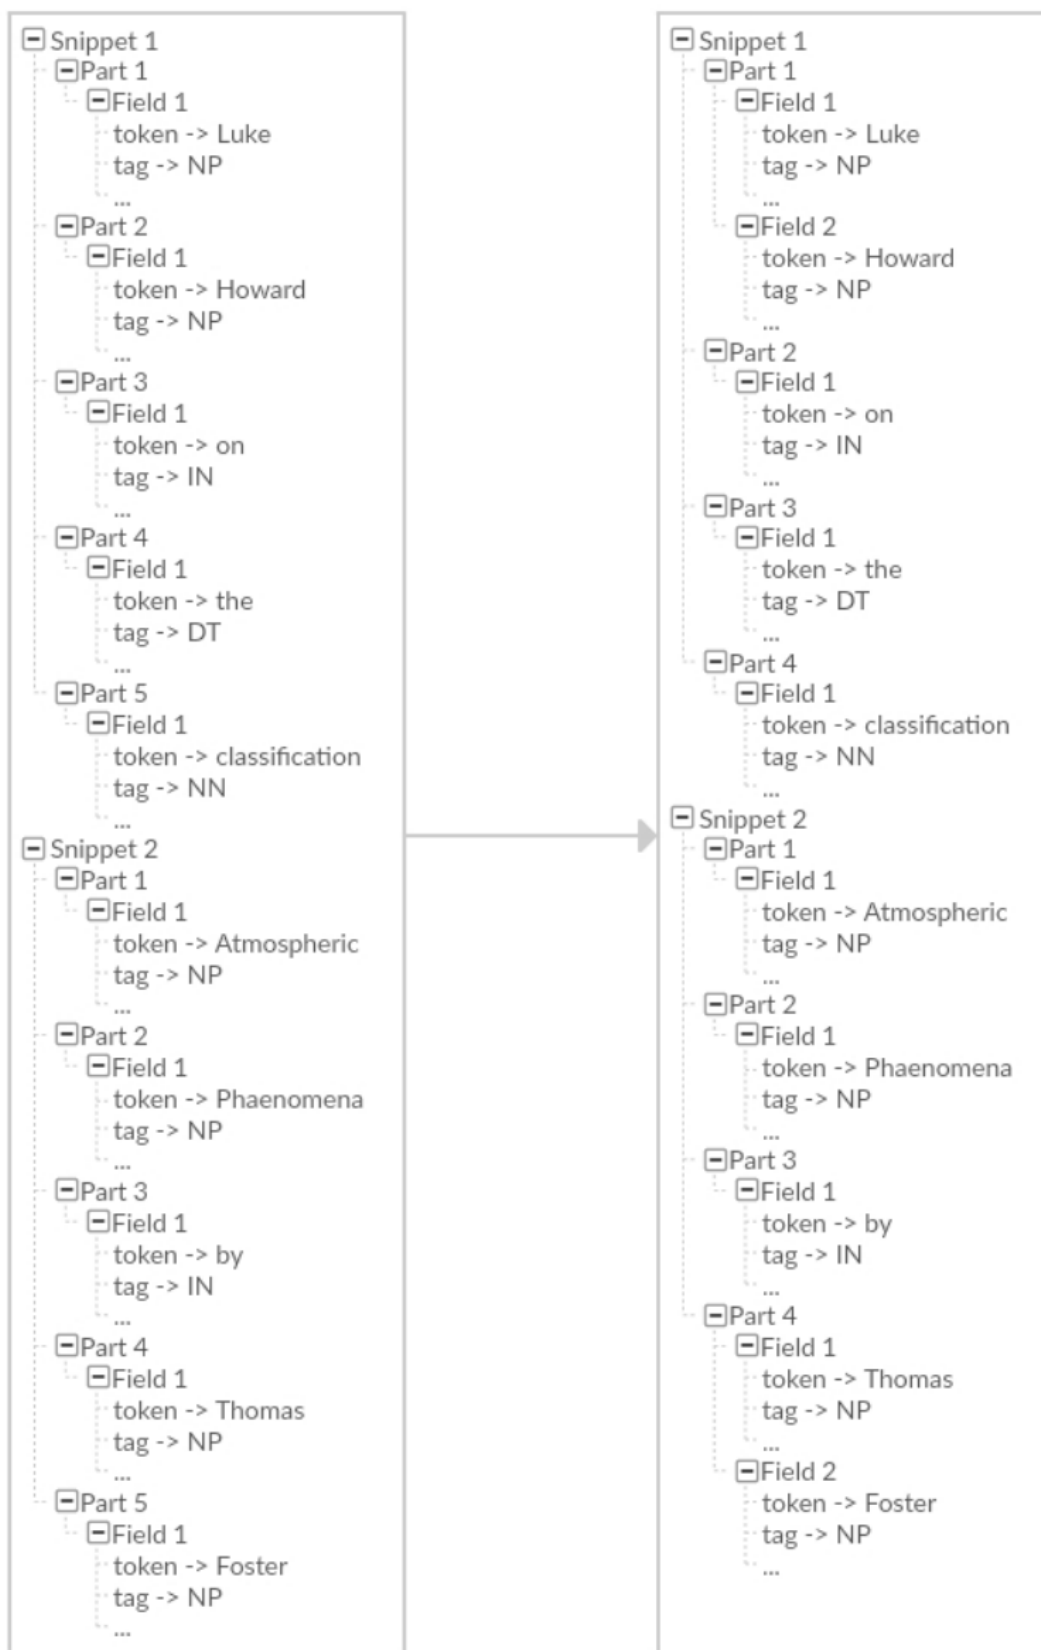 Snippet 1
Part 1
Field 1
token -> Luke
tag -> NP
...
Part 2
Field 1
token -> Howard
tag -> NP
...
Part 3
Field 1
token -> on
tag -> IN
...
Part 4
Field 1
token -> the
tag -> DT
...
Part 5
Field 1
token -> classification
tag -> NN
...
Snippet 2
Part 1
Field 1
token -> Atmospheric
tag -> NP
...
Part 2
Field 1
token -> Phaenomena
tag -> NP
...
Part 3
Field 1
token -> by
tag -> IN
...
Part 4
Field 1
token -> Thomas
tag -> NP
...
Part 5
Field 1
token -> Foster
tag -> NP
...
Snippet 1
Part 1
Field 1
token -> Luke
tag -> NP
...
Field 2
token -> Howard
tag -> NP
...
Part 2
Field 1
token -> on
tag -> IN
...
Part 3
Field 1
token -> the
tag -> DT
...
Part 4
Field 1
token -> classification
tag -> NN
...
Snippet 2
Part 1
Field 1
token -> Atmospheric
tag -> NP
...
Part 2
Field 1
token -> Phaenomena
tag -> NP
...
Part 3
Field 1
token -> by
tag -> IN
...
Part 4
Field 1
token -> Thomas
tag -> NP
...
Field 2
token -> Foster
tag -> NP
...